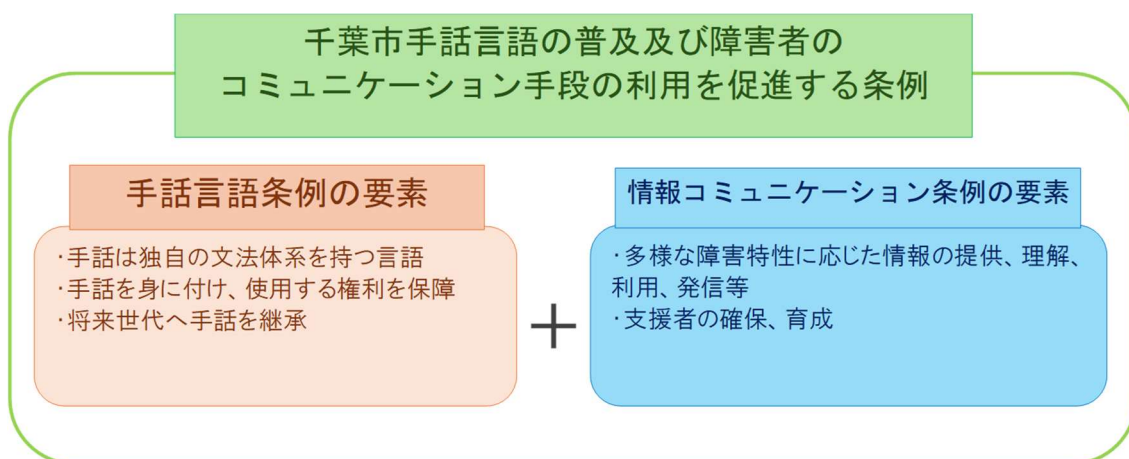 千葉市手話言語の普及及び障害者の
コミュニケーション手段の利用を促進する条例
手話言語条例の要素
・手話は独自の文法体系を持つ言語
・手話を身に付け、使用する権利を保障
・将来世代へ手話を継承
＋
情報コミュニケーション条例の要素
・多様な障害特性に応じた情報の提供、理解、
利用、発信等
・支援者の確保、育成